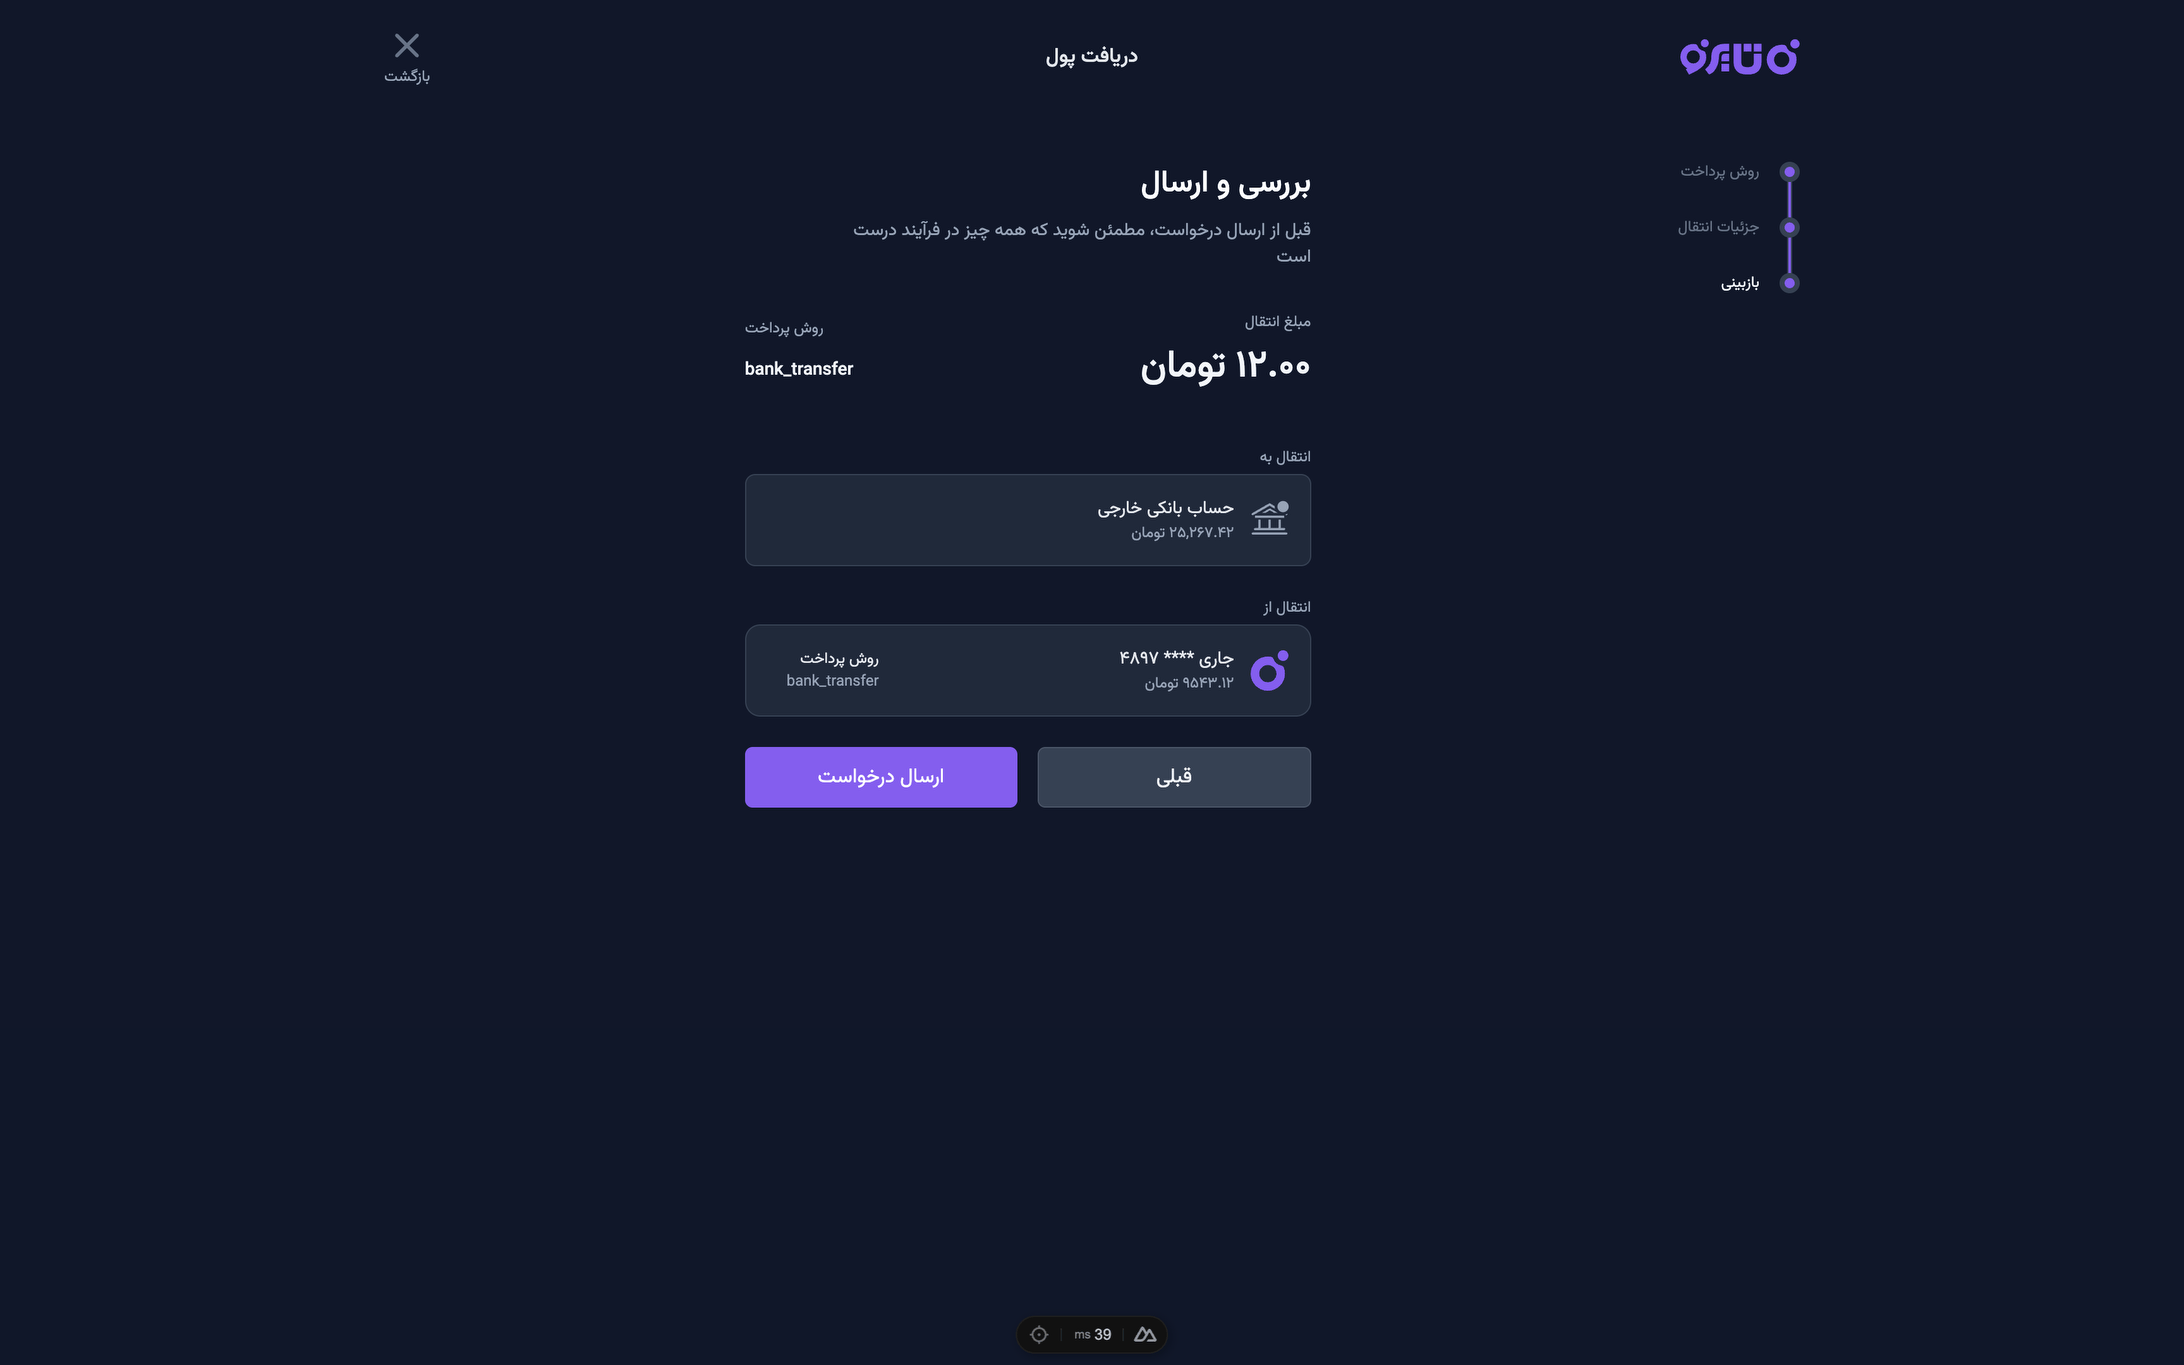 دریافت پول
بازگشت
روش پرداخت
جزئیات انتقال
بازبینی
بررسی و ارسال
قبل از ارسال درخواست، مطمئن شوید که همه چیز در فرآیند درست
است
مبلغ انتقال
۱۲.۰۰ تومان
روش پرداخت
bank_transfer
انتقال به
حساب بانکی خارجی
۲۵,۲۶۷.۴۲ تومان
انتقال از
جاری **** ۴۸۹۷
۹۵۴۳.۱۲ تومان
روش پرداخت
bank_transfer
قبلی
ارسال درخواست
39 ms